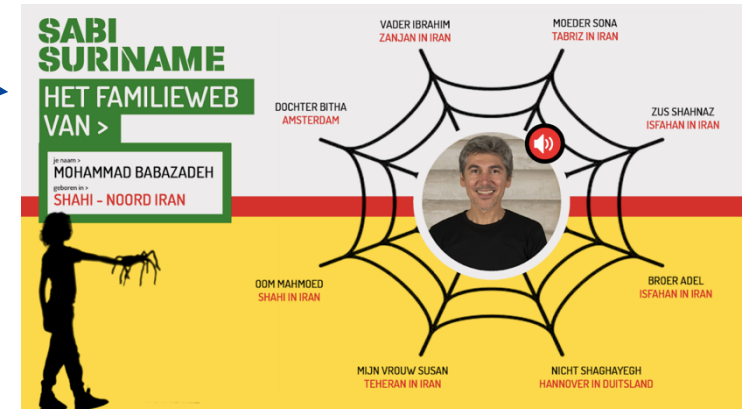 SABI
SURINAME
HET FAMILIEWEB
VAN >
je naam >
MOHAMMAD BABAZADEH
geboren in >
SHAHI - NOORD IRAN
VADER IBRAHIM
ZANJAN IN IRAN
MOEDER SONA
TABRIZ IN IRAN
DOCHTER BITHA
AMSTERDAM
ZUS SHAHNAZ
ISFAHAN IN IRAN
OOM MAHMOED
SHAHI IN IRAN
BROER ADEL
ISFAHAN IN IRAN
MIJN VROUW SUSAN
TEHERAN IN IRAN
NICHT SHAGHAYEGH
HANNOVER IN DUITSLAND